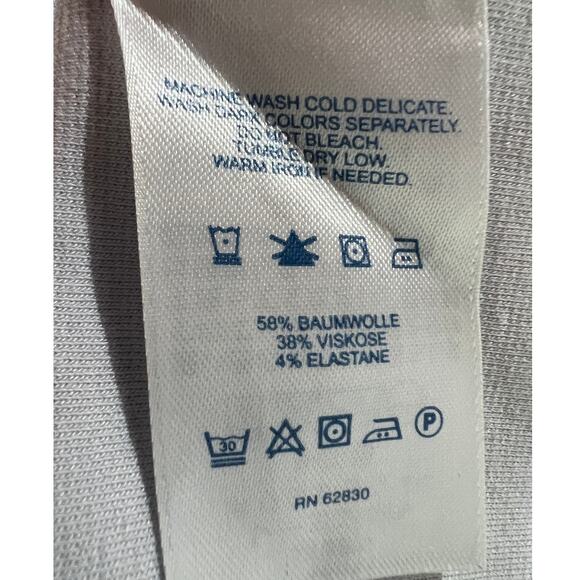 MACHINE WASH COLD DELICATE.
WASH DARK COLORS SEPARATELY.
DO NOT BLEACH.
TUMBLE DRY LOW.
WARM IRON IF NEEDED.
58% BAUMWOLLE
38% VISKOSE
4% ELASTANE
30 P
RN 62830